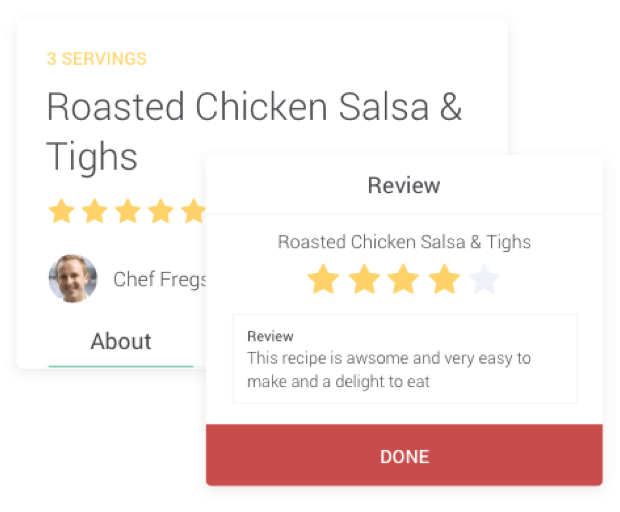 3 SERVINGS
Roasted Chicken Salsa &
Tighs
Chef Fregs
About
Review
Roasted Chicken Salsa & Tighs
Review
This recipe is awsome and very easy to
make and a delight to eat
DONE